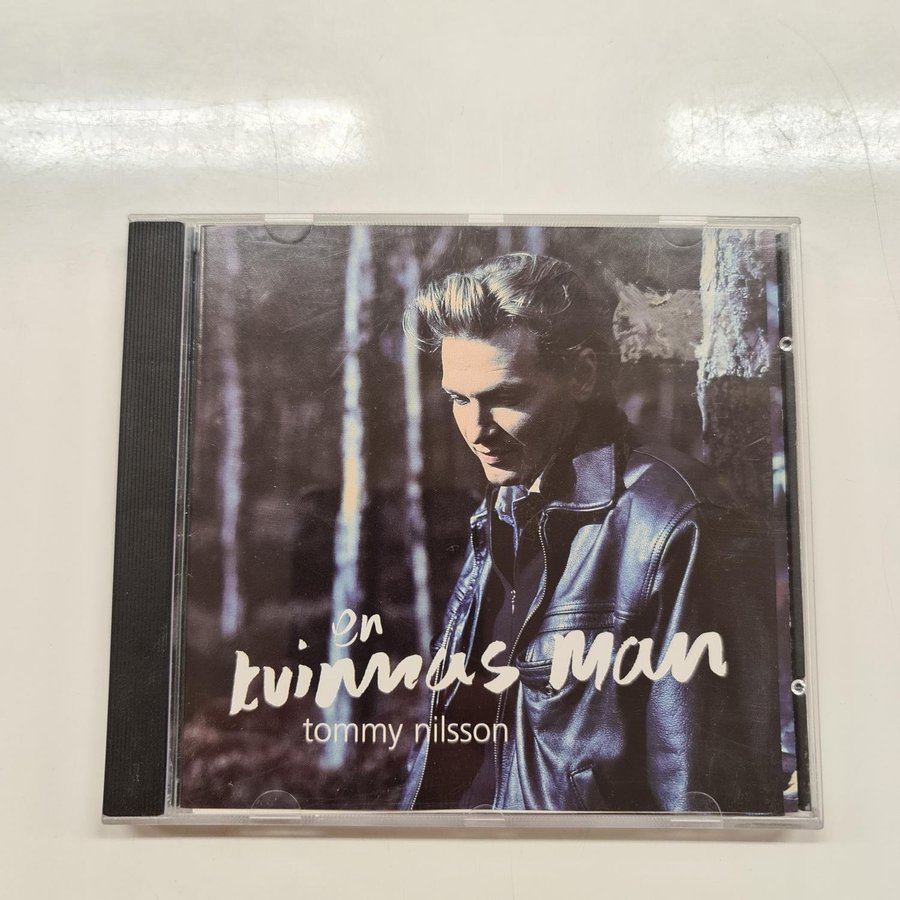 en
kvinnas man
tommy nilsson